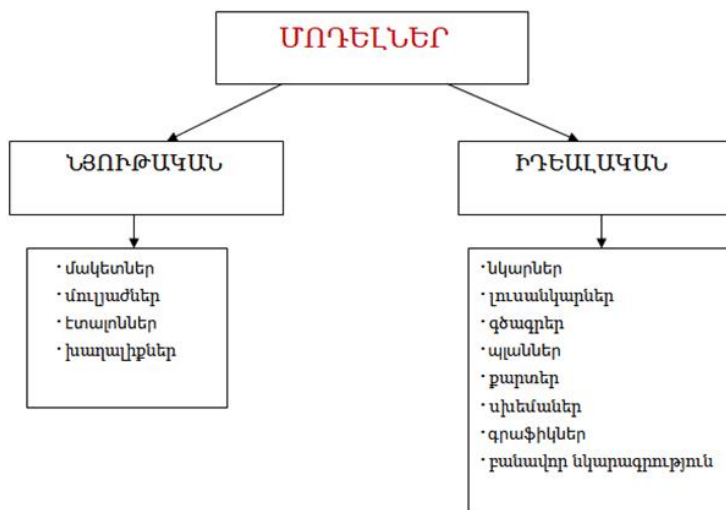 ՄՈԴԵԼՆԵՐ
ՆՅՈՒԹԱԿԱՆ
· մակետներ
· մուլյաժներ
· էտալոններ
· խաղալիքներ
ԻԴԵԱԼԱԿԱՆ
· նկարներ
· լուսանկարներ
· գծագրեր
· պլաններ
· քարտեր
· սխեմաներ
· գրաֆիկներ
· բանավոր նկարագրություն